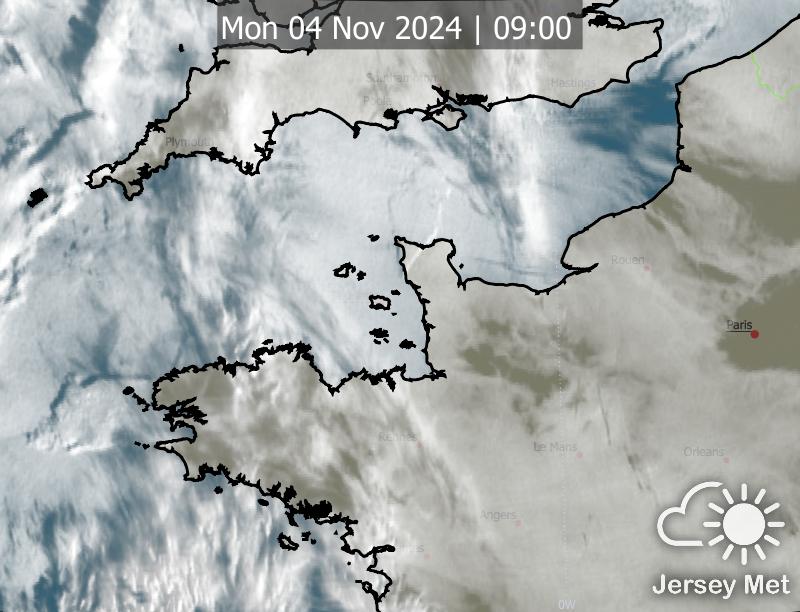 Mon 04 Nov 2024 | 09:00
Southampton
Hastings
Plymouth
Rouen
Paris
Rennes
Le Mans
Orleans
Angers
Jersey Met
0W